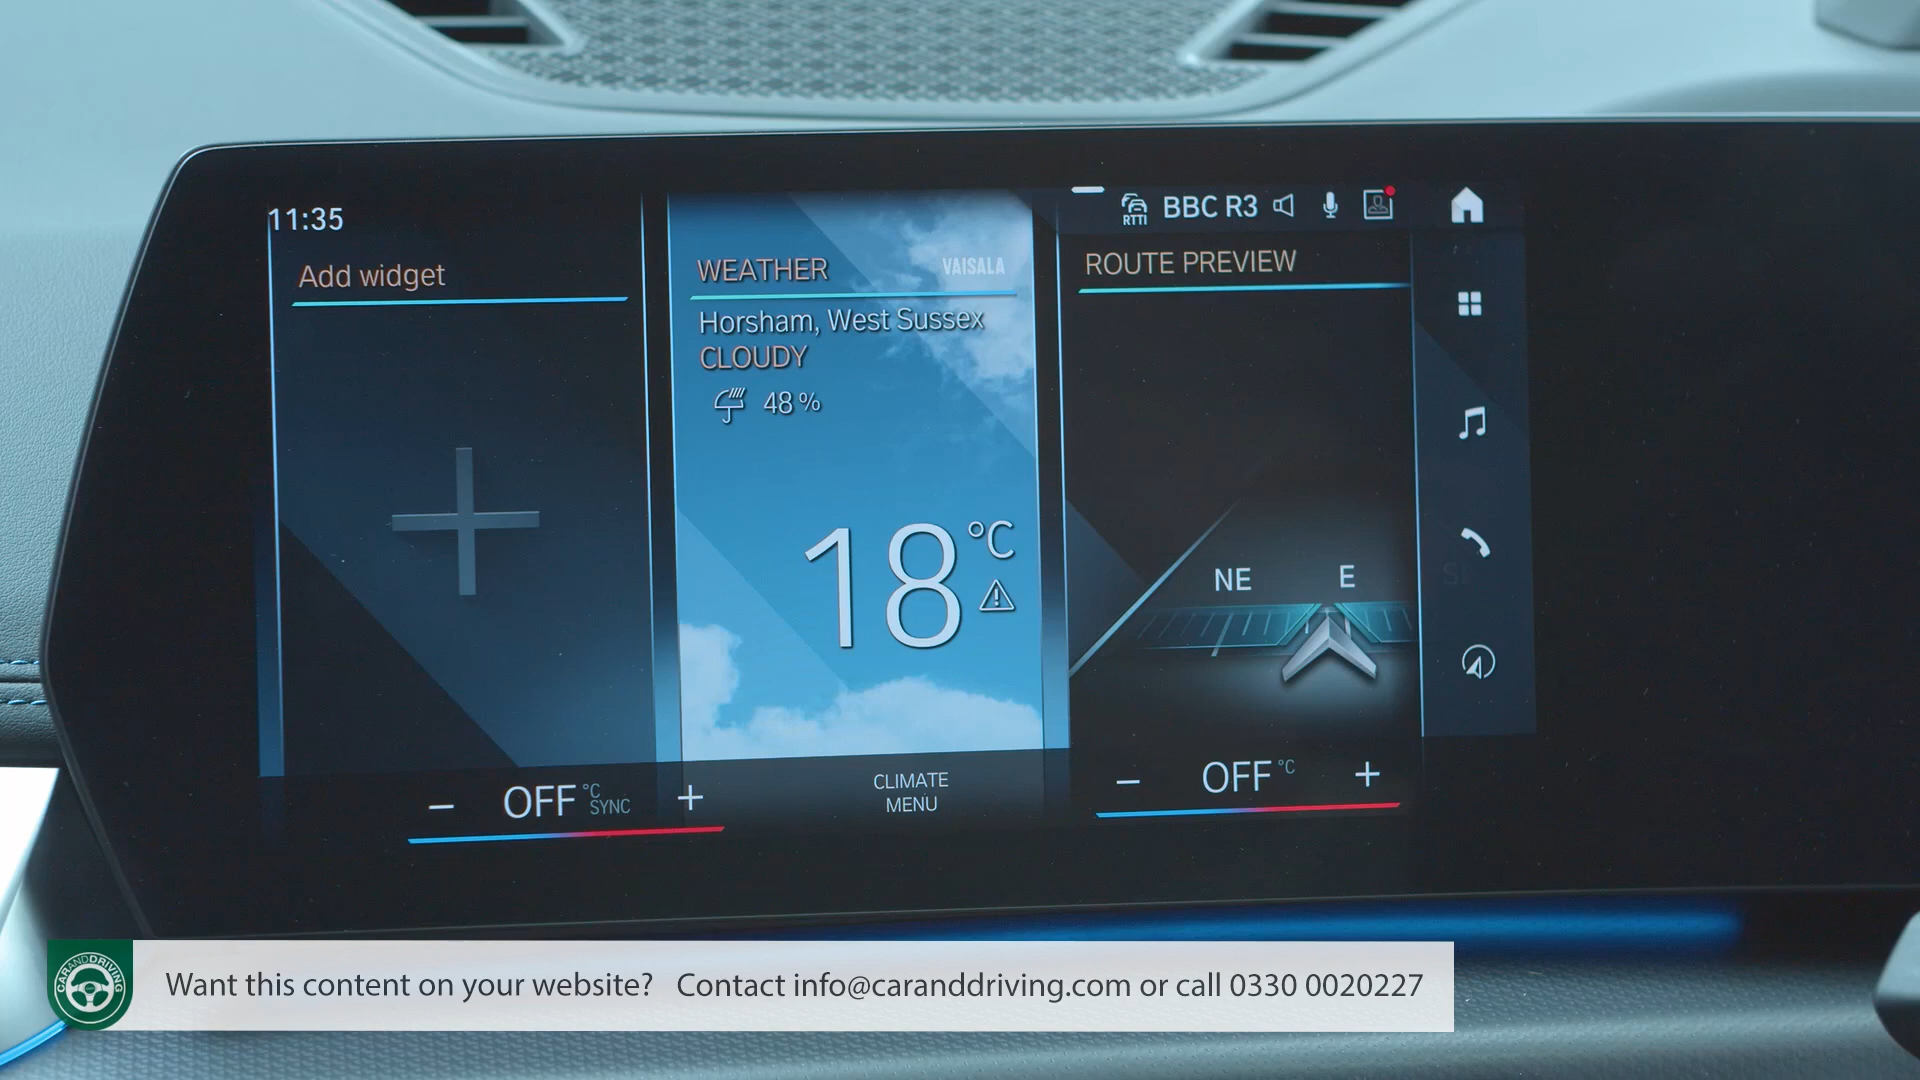 11:35
RTTI
BBC R3
Add widget
WEATHER
VAISALA
ROUTE PREVIEW
Horsham, West Sussex
CLOUDY
48 %
18 °C
NE
E
– OFF °C SYNC +
CLIMATE
MENU
– OFF °C +
CARANDDRIVING
Want this content on your website? Contact info@caranddriving.com or call 0330 0020227